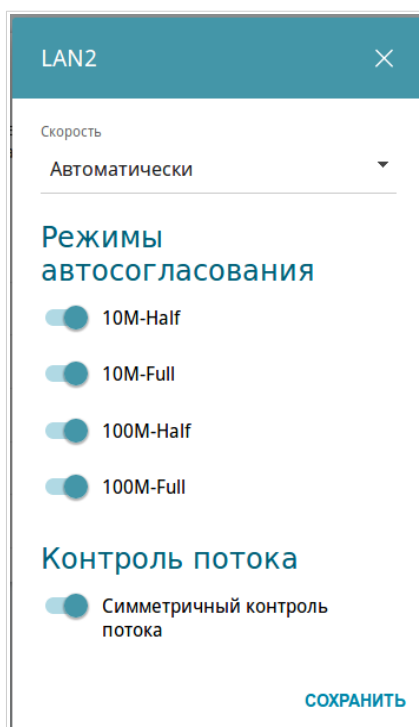 LAN2
Скорость
Автоматически
Режимы
автосогласования
10M-Half
10M-Full
100M-Half
100M-Full
Контроль потока
Симметричный контроль
потока
СОХРАНИТЬ